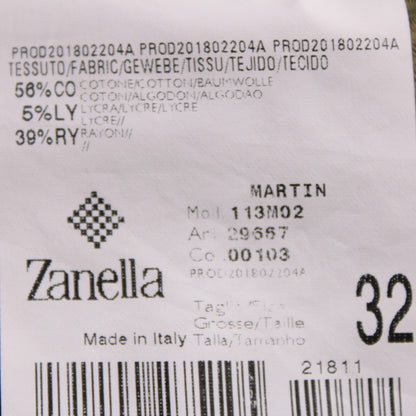 PROD201802204A PROD201802204A PROD201802204A
TESSUTO/FABRIC/GEWEBE/TISSU/TEJIDO/TECIDO
56%CO COTONE/COTTON/BAUMWOLLE
COTON/ALGODON/ALGODAO
5%LY LYCRA/LYCRE/LYCRE
LYCRE//
39%RY RAYON//
//
MARTIN
Mod. 113M02
Art. 29667
Col. 00103
PROD201802204A
Zanella
Taglia/Size
Grosse/Taille
Talla/Tamanho
32
Made in Italy
21811